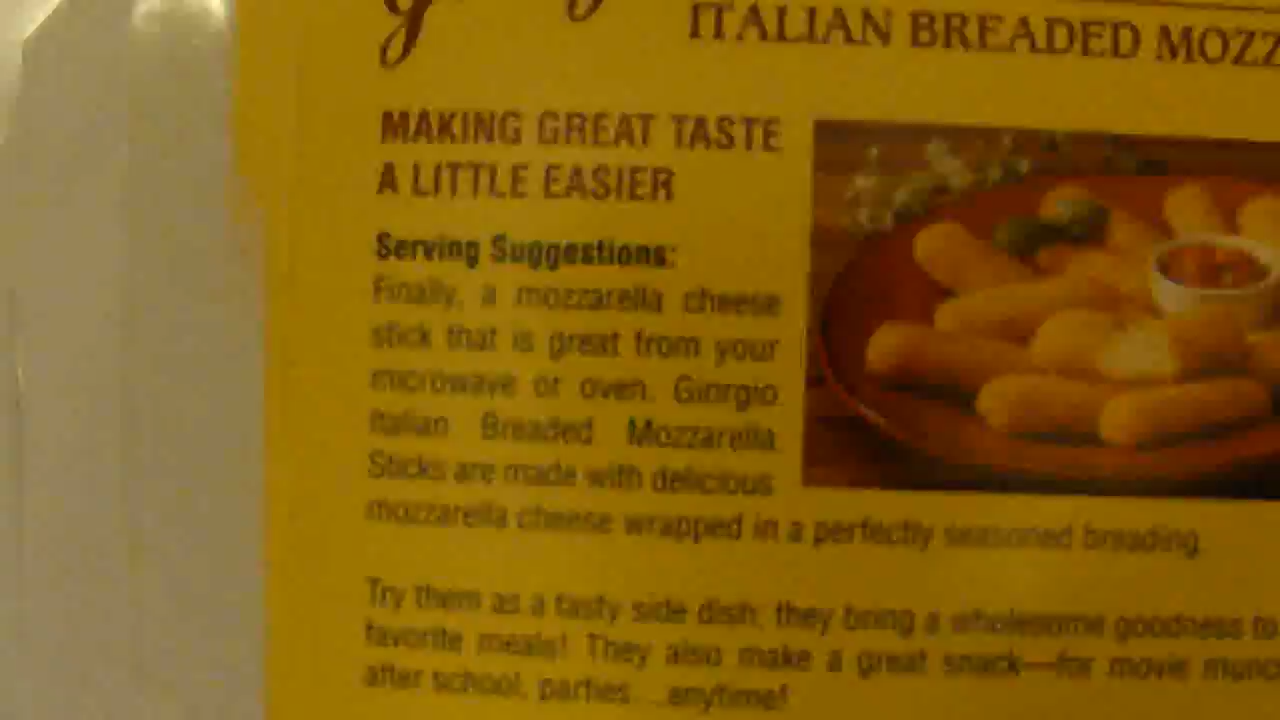 ITALIAN BREADED MOZZ
MAKING GREAT TASTE
A LITTLE EASIER
Serving Suggestions:
Finally, a mozzarella cheese
stick that is great from your
microwave or oven. Giorgio
Italian Breaded Mozzarella
Sticks are made with delicious
mozzarella cheese wrapped in a perfectly seasoned breading.
Try them as a tasty side dish; they bring a wholesome goodness to
favorite meals! They also make a great snack—for movie munc
after school, parties...anytime!